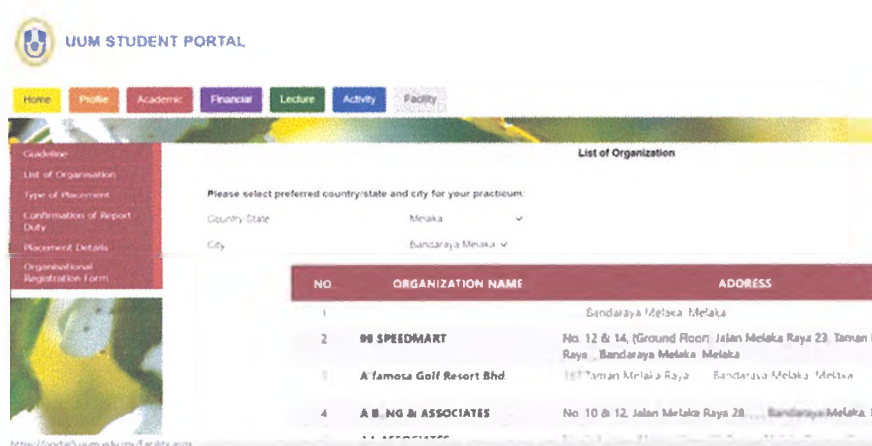 UUM STUDENT PORTAL
Home Profile Academic Financial Lecture Activity Facility
List of Organization
Guideline
List of Organisation
Type of Placement
Confirmation of Report
Duty
Placement Details
Organisational
Registration Form
Please select preferred country/state and city for your practicum:
Country/State Melaka
City Bandaraya Melaka
NO ORGANIZATION NAME ADDRESS
1 Bandaraya Melaka Melaka
2 99 SPEEDMART No. 12 & 14, (Ground Floor) Jalan Melaka Raya 23, Taman
Raya , Bandaraya Melaka Melaka
3 A'famosa Golf Resort Bhd Taman Melaka Raya Bandaraya Melaka Melaka
4 A.B. NG & ASSOCIATES No. 10 & 12, Jalan Melaka Raya 28 Bandaraya Melaka
ASSOCIATES